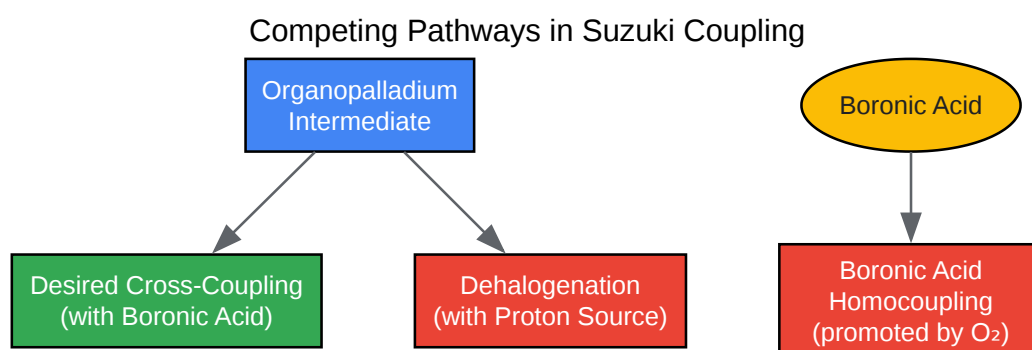 Competing Pathways in Suzuki Coupling
Organopalladium
Intermediate
Boronic Acid
Desired Cross-Coupling
(with Boronic Acid)
Dehalogenation
(with Proton Source)
Boronic Acid
Homocoupling
(promoted by O₂)